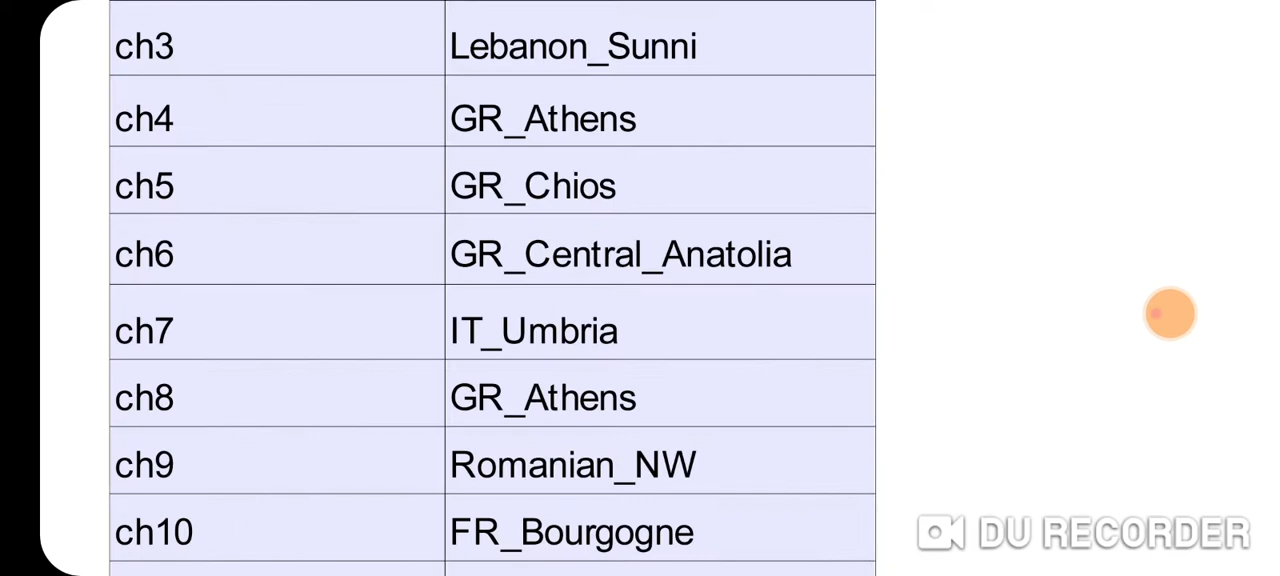 ch3 Lebanon_Sunni
ch4 GR_Athens
ch5 GR_Chios
ch6 GR_Central_Anatolia
ch7 IT_Umbria
ch8 GR_Athens
ch9 Romanian_NW
ch10 FR_Bourgogne
DU RECORDER